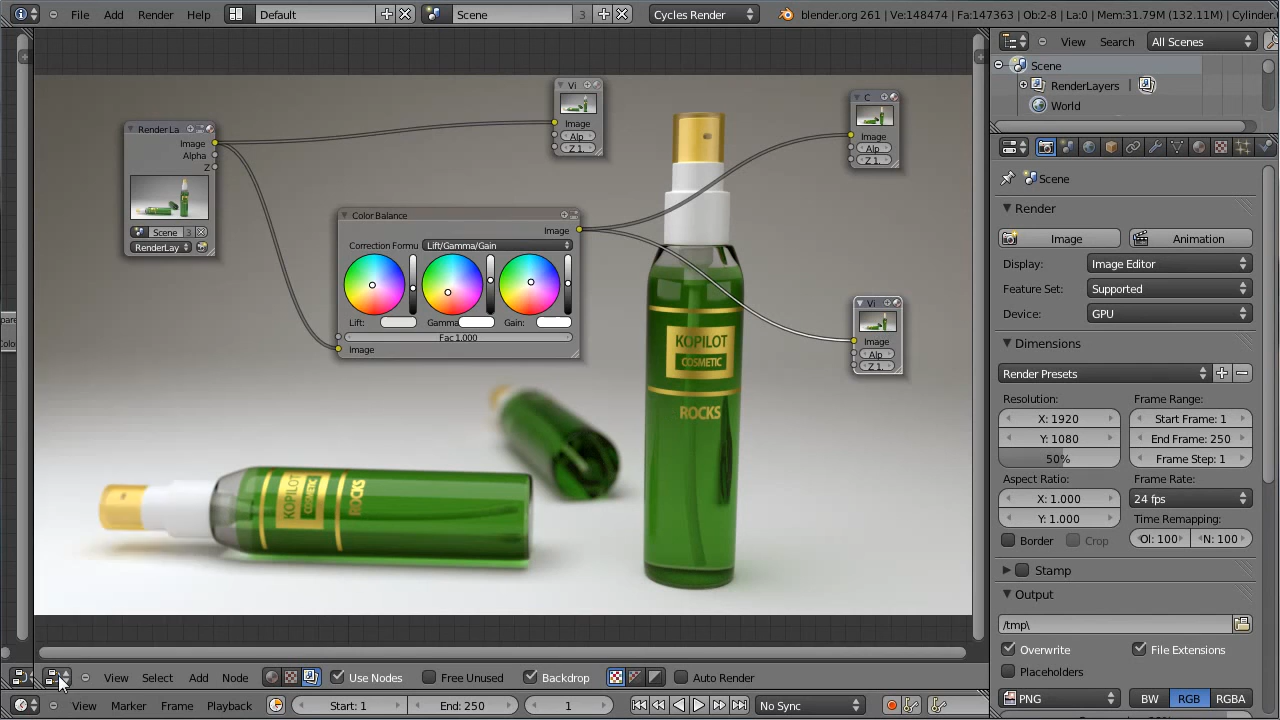 File Add Render Help Default Scene 3 Cycles Render blender.org 261 | Ve:148474 | Fa:147363 | Ob:2-8 | La:0 | Mem:31.79M (132.11M) | Cylinder.
View Search All Scenes
Scene
RenderLayers
World
Scene
Render
Image Animation
Display: Image Editor
Feature Set: Supported
Device: GPU
Dimensions
Render Presets
Resolution: Frame Range:
X: 1920 Start Frame: 1
Y: 1080 End Frame: 250
50% Frame Step: 1
Aspect Ratio: Frame Rate:
X: 1.000 24 fps
Y: 1.000 Time Remapping:
Border Crop Ol: 100 N: 100
Stamp
Output
/tmp\
Overwrite File Extensions
Placeholders
PNG BW RGB RGBA
Render La
Image
Alpha
Z
Scene 3
RenderLay
Vi
Image
Alp
Z 1.
C
Image
Alp
Z 1.
Color Balance
Image
Correction Formu Lift/Gamma/Gain
Lift: Gamma Gain:
Fac 1.000
Image
Vi
Image
Alp
Z 1.
KOPILOT
COSMETIC
ROCKS
KOPILOT
COSMETIC
ROCKS
View Select Add Node Use Nodes Free Unused Backdrop Auto Render
View Marker Frame Playback Start: 1 End: 250 1 No Sync